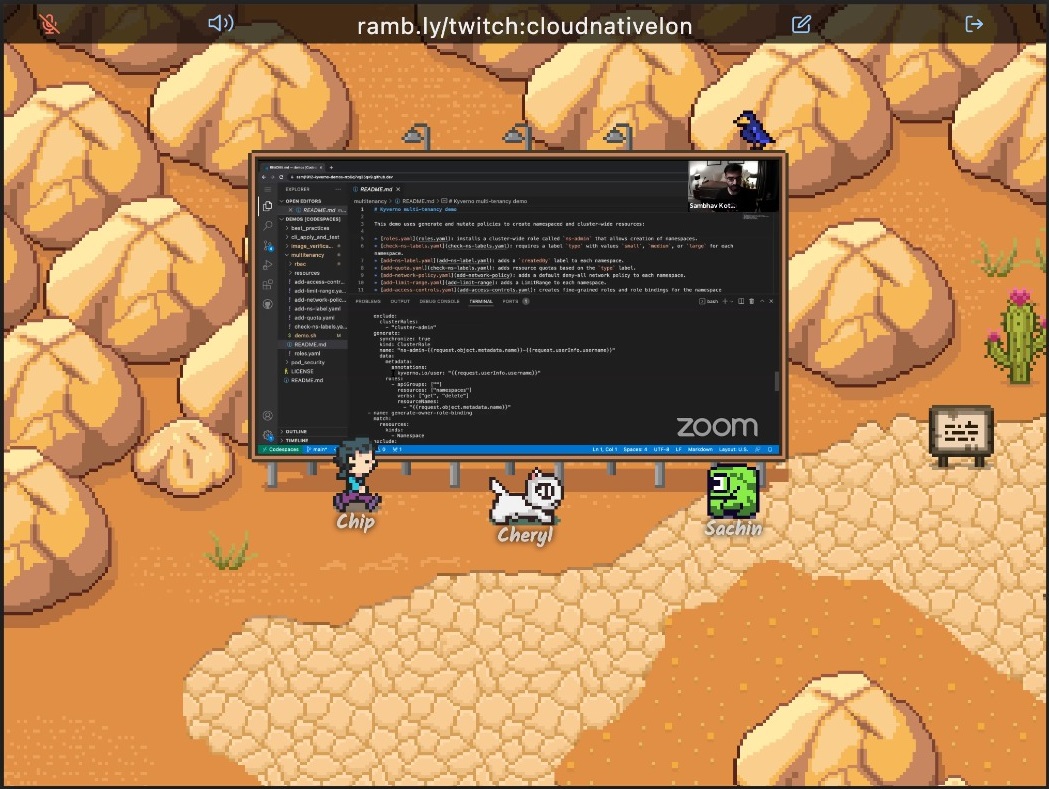 ramb.ly/twitch:cloudnativelon
README.md
Sambhav Kot...
EXPLORER
README.md
OPEN EDITORS
multitenancy > README.md > # Kyverno multi-tenancy demo
README.md
1 # Kyverno multi-tenancy demo
DEMOS [CODESPACES]
2
best_practices
3 This demo uses generate and mutate policies to create namespaced and cluster-wide resources:
cli_apply_and_test
4
image_verifica...
5 * [roles.yaml](roles.yaml): installs a cluster-wide role called `ns-admin` that allows creation of namespaces.
multitenancy
6 * [check-ns-labels.yaml](check-ns-labels.yaml): requires a label `type` with values `small`, `medium`, or `large` for each
namespace.
rbac
7 * [add-ns-label.yaml](add-ns-label.yaml): adds a `createdBy` label to each namespace.
resources
8 * [add-quota.yaml](check-labels.yaml): adds resource quotas based on the `type` label.
add-access-contr...
9 * [add-network-policy.yaml](add-network-policy): adds a default deny-all network policy to each namespace.
add-limit-range.ya...
10 * [add-limit-range.yaml](add-limit-range): adds a LimitRange to each namespace.
add-network-polic...
11 * [add-access-controls.yaml](add-access-controls.yaml): creates fine-grained roles and role bindings for the namespace
add-ns-label.yaml
PROBLEMS OUTPUT DEBUG CONSOLE TERMINAL PORTS
bash
add-quota.yaml
check-ns-labels.ya...
demo.sh M
README.md
roles.yaml
pod_security
LICENSE
README.md
exclude:
clusterRoles:
- "cluster-admin"
generate:
synchronize: true
kind: ClusterRole
name: "ns-admin-{{request.object.metadata.name}}-{{request.userInfo.username}}"
data:
metadata:
annotations:
kyverno.io/user: "{{request.userInfo.username}}"
rules:
- apiGroups: [""]
resources: ["namespaces"]
verbs: ["get", "delete"]
resourceNames:
- "{{request.object.metadata.name}}"
- name: generate-owner-role-binding
match:
resources:
kinds:
- Namespace
exclude:
OUTLINE
TIMELINE
zoom
Codespaces main* Ln 1, Col 1 Spaces: 4 UTF-8 LF Markdown Layout: U.S.
Chip
Cheryl
Sachin